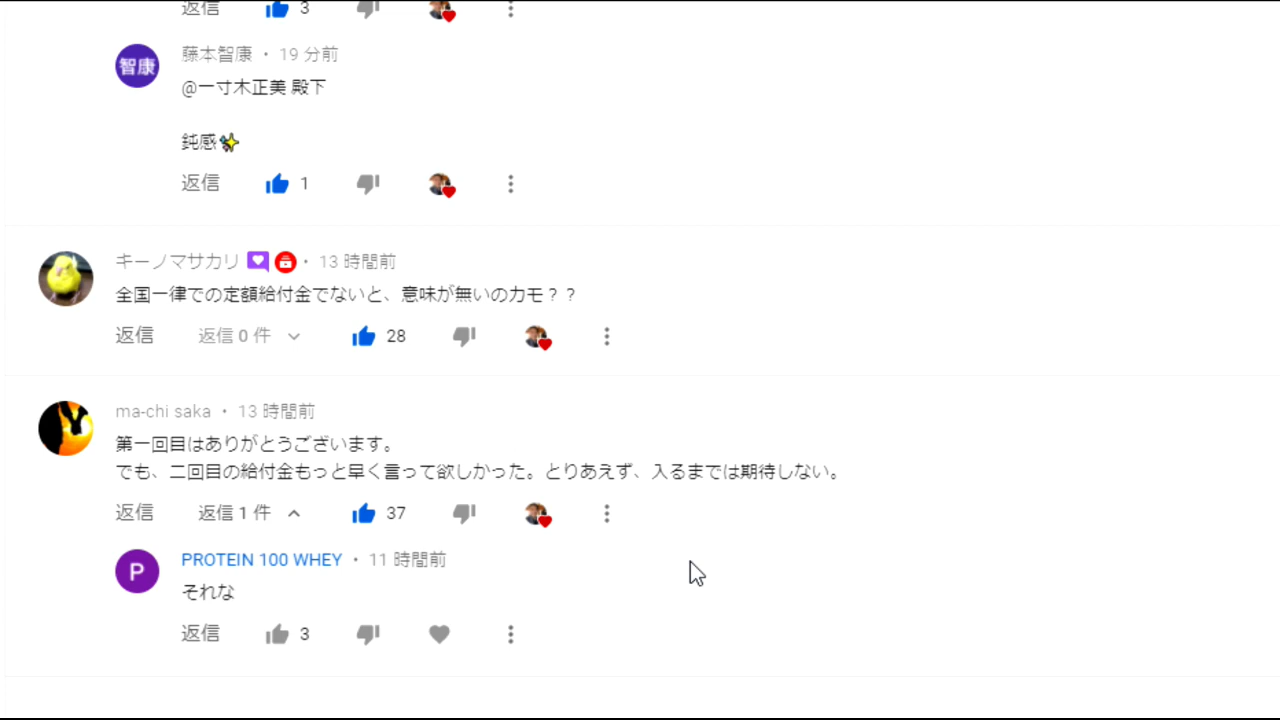 返信 3
智康
藤本智康 • 19 分前
@一寸木正美 殿下
鈍感✨
返信 1
キーノマサカリ • 13 時間前
全国一律での定額給付金でないと、意味が無いのカモ？？
返信 返信 0 件 28
ma-chi saka • 13 時間前
第一回目はありがとうございます。
でも、二回目の給付金もっと早く言って欲しかった。とりあえず、入るまでは期待しない。
返信 返信 1 件 37
P
PROTEIN 100 WHEY • 11 時間前
それな
返信 3